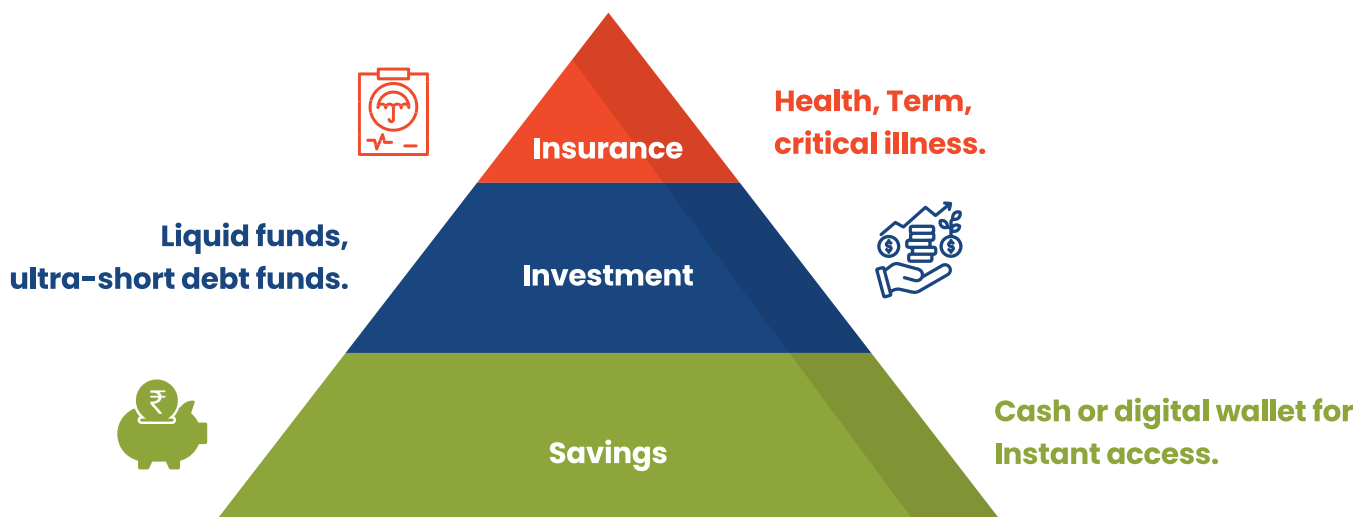 Insurance
Health, Term,
critical illness.
Liquid funds,
ultra-short debt funds.
Investment
$
$
₹
Savings
Cash or digital wallet for
Instant access.